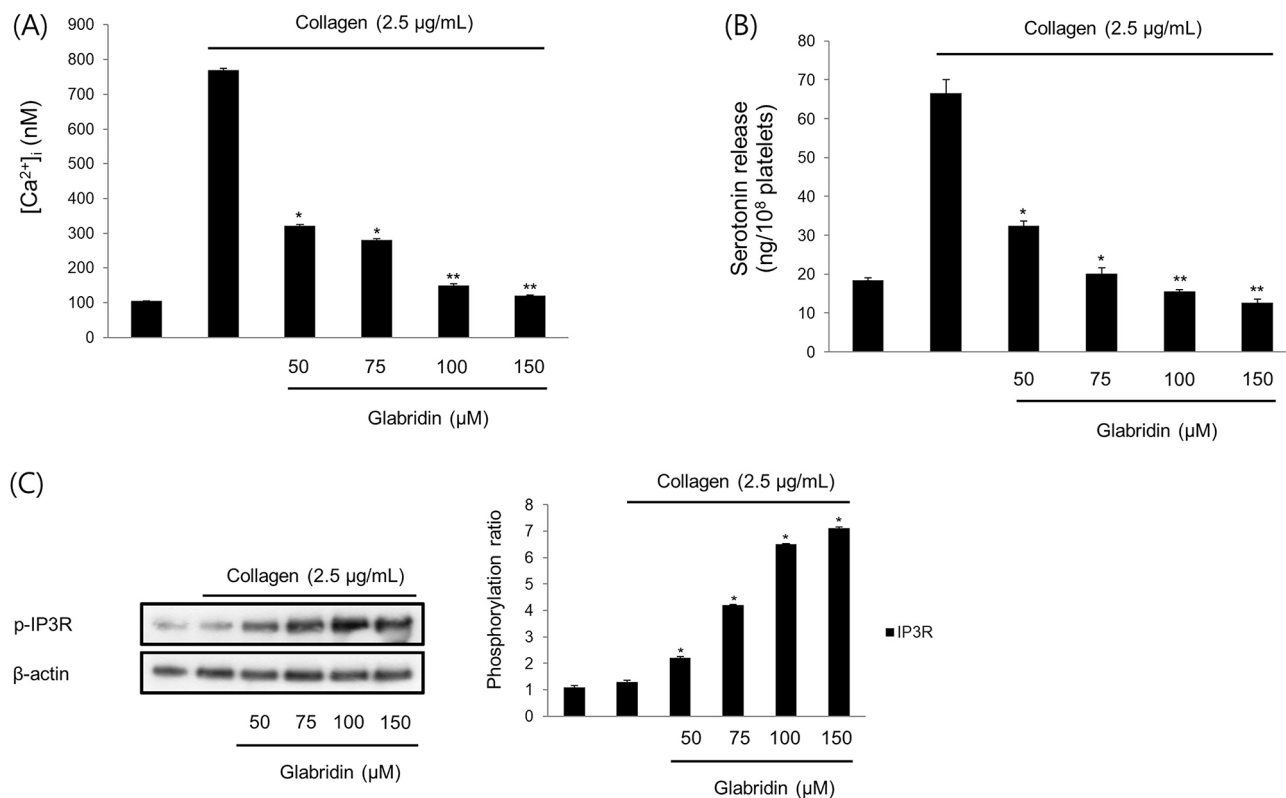 (A)
Collagen (2.5 µg/mL)
[Ca²⁺]ᵢ (nM)
900
800
700
600
500
400
300
200
100
0
*
*
**
**
50 75 100 150
Glabridin (µM)
(B)
Collagen (2.5 µg/mL)
Serotonin release
(ng/10⁸ platelets)
80
70
60
50
40
30
20
10
0
*
*
**
**
50 75 100 150
Glabridin (µM)
(C)
Collagen (2.5 µg/mL)
p-IP3R
β-actin
50 75 100 150
Glabridin (µM)
Collagen (2.5 µg/mL)
Phosphorylation ratio
8
7
6
5
4
3
2
1
0
*
*
*
*
IP3R
50 75 100 150
Glabridin (µM)